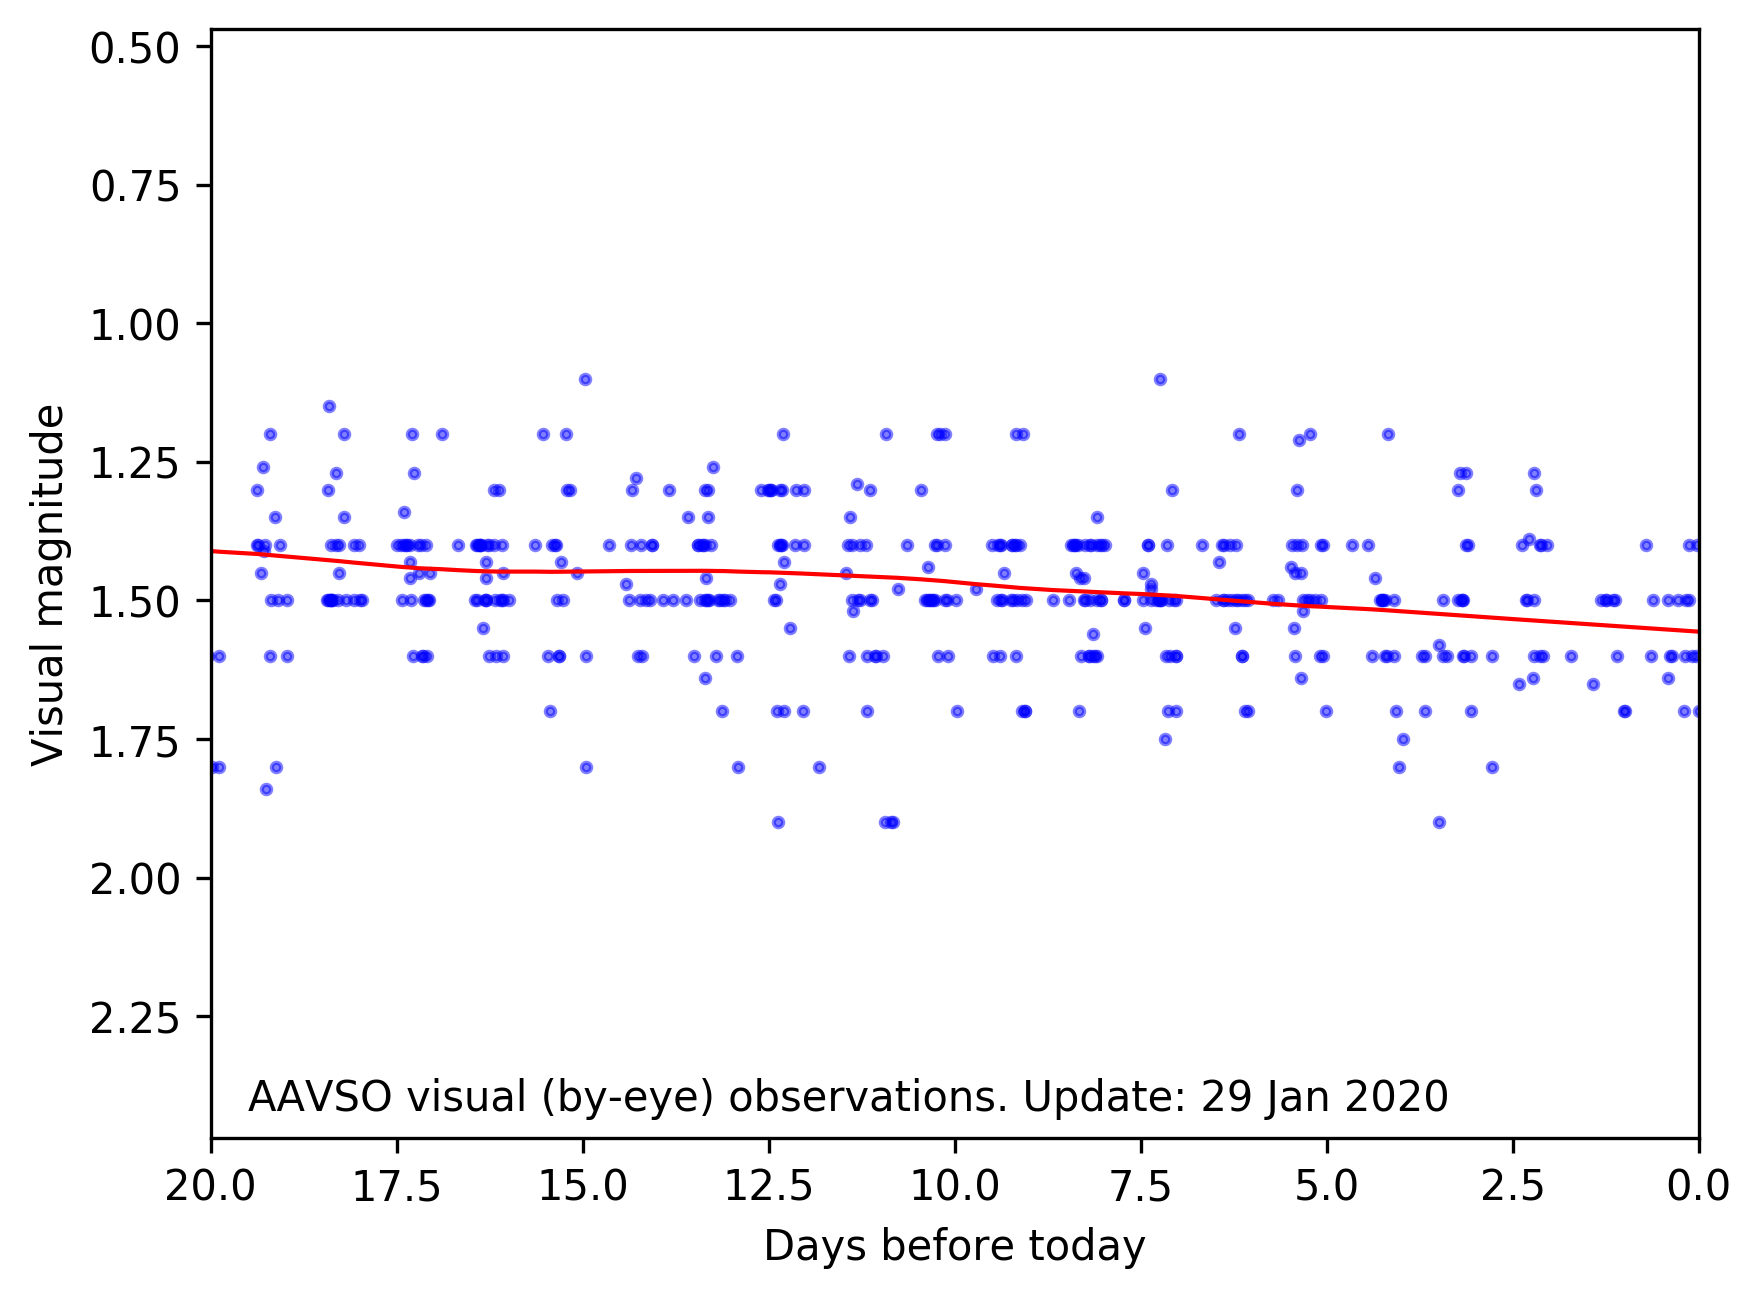 0.50
0.75
1.00
1.25
1.50
1.75
2.00
2.25
Visual magnitude
AAVSO visual (by-eye) observations. Update: 29 Jan 2020
20.0 17.5 15.0 12.5 10.0 7.5 5.0 2.5 0.0
Days before today